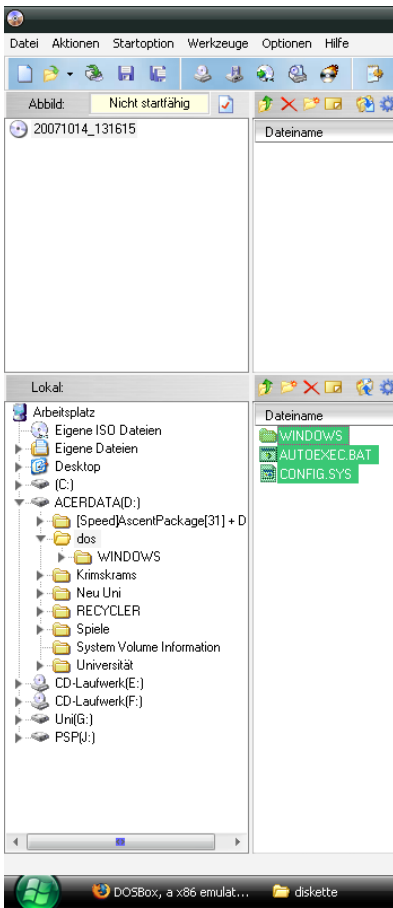 Datei Aktionen Startoption Werkzeuge Optionen Hilfe
Abbild: Nicht startfähig
20071014_131615
Dateiname
Lokal:
Arbeitsplatz
Eigene ISO Dateien
Eigene Dateien
Desktop
(C:)
ACERDATA(D:)
[Speed]AscentPackage[31] + D
dos
WINDOWS
Krimskrams
Neu Uni
RECYCLER
Spiele
System Volume Information
Universität
CD-Laufwerk(E:)
CD-Laufwerk(F:)
Uni(G:)
PSP(J:)
Dateiname
WINDOWS
AUTOEXEC.BAT
CONFIG.SYS
DOSBox, a x86 emulat... diskette